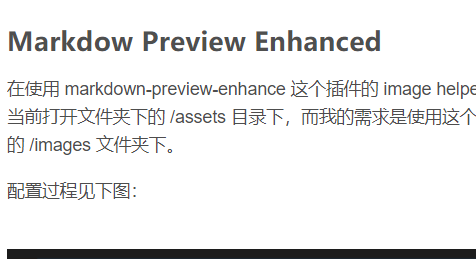 Markdow Preview Enhanced
在使用 markdown-preview-enhance 这个插件的 image helpe
当前打开文件夹下的 /assets 目录下，而我的需求是使用这个
的 /images 文件夹下。
配置过程见下图：